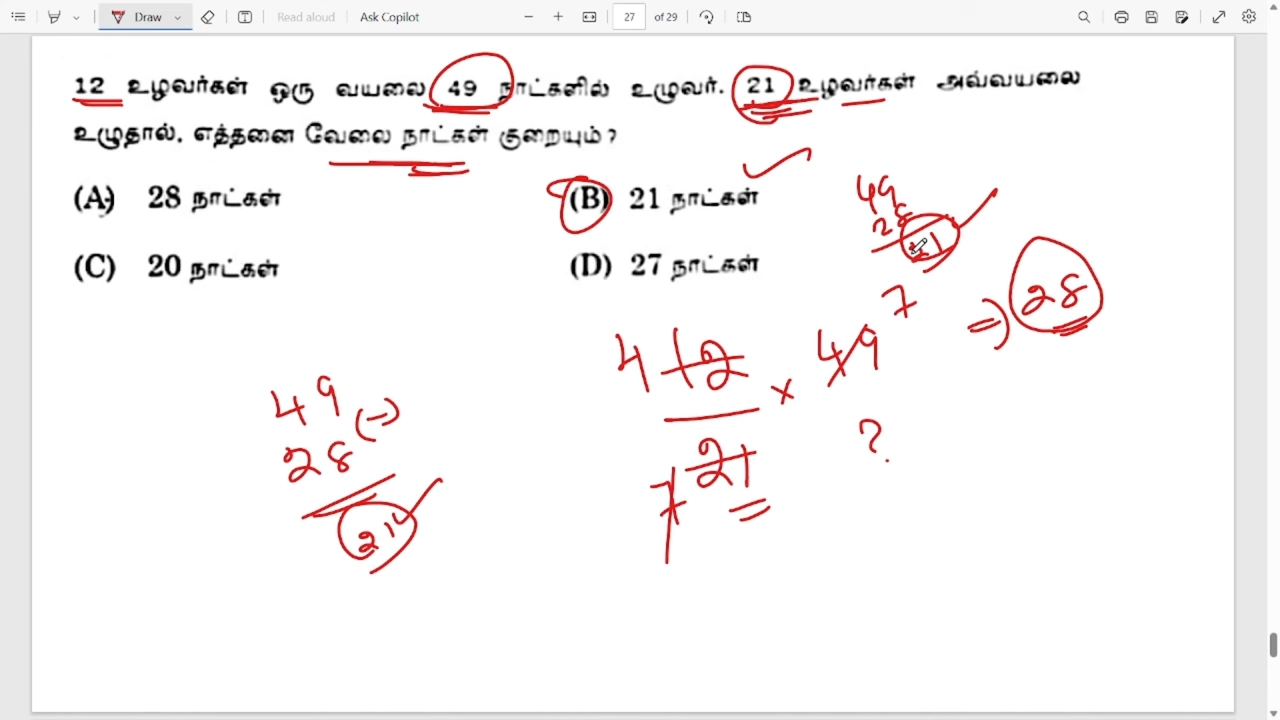 Draw
Read aloud
Ask Copilot
27 of 29
12 உழவர்கள் ஒரு வயலை 49 நாட்களில் உழுவர். 21 உழவர்கள் அவ்வயலை
உழுதால். எத்தனை வேலை நாட்கள் குறையும்?
(A) 28 நாட்கள்
(B) 21 நாட்கள்
(C) 20 நாட்கள்
(D) 27 நாட்கள்
49
28
21
7
⇒ 28
4 12 × 49
7 21 ?
49
28 (-)
21